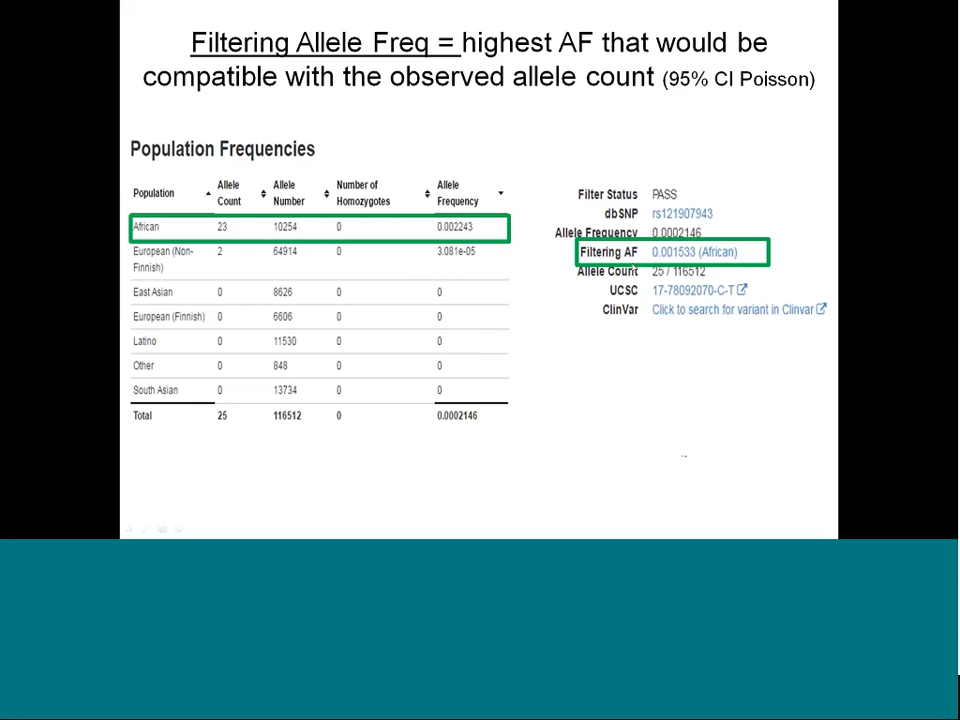 Filtering Allele Freq = highest AF that would be
compatible with the observed allele count (95% CI Poisson)
Population Frequencies
Population Allele Count Allele Number Number of Homozygotes Allele Frequency
African 23 10254 0 0.002243
European (Non-Finnish) 2 64914 0 3.081e-05
East Asian 0 8626 0 0
European (Finnish) 0 6606 0 0
Latino 0 11530 0 0
Other 0 848 0 0
South Asian 0 13734 0 0
Total 25 116512 0 0.0002146
Filter Status PASS
dbSNP rs121907943
Allele Frequency 0.0002146
Filtering AF 0.001533 (African)
Allele Count 25 / 116512
UCSC 17-78092070-C-T
ClinVar Click to search for variant in Clinvar